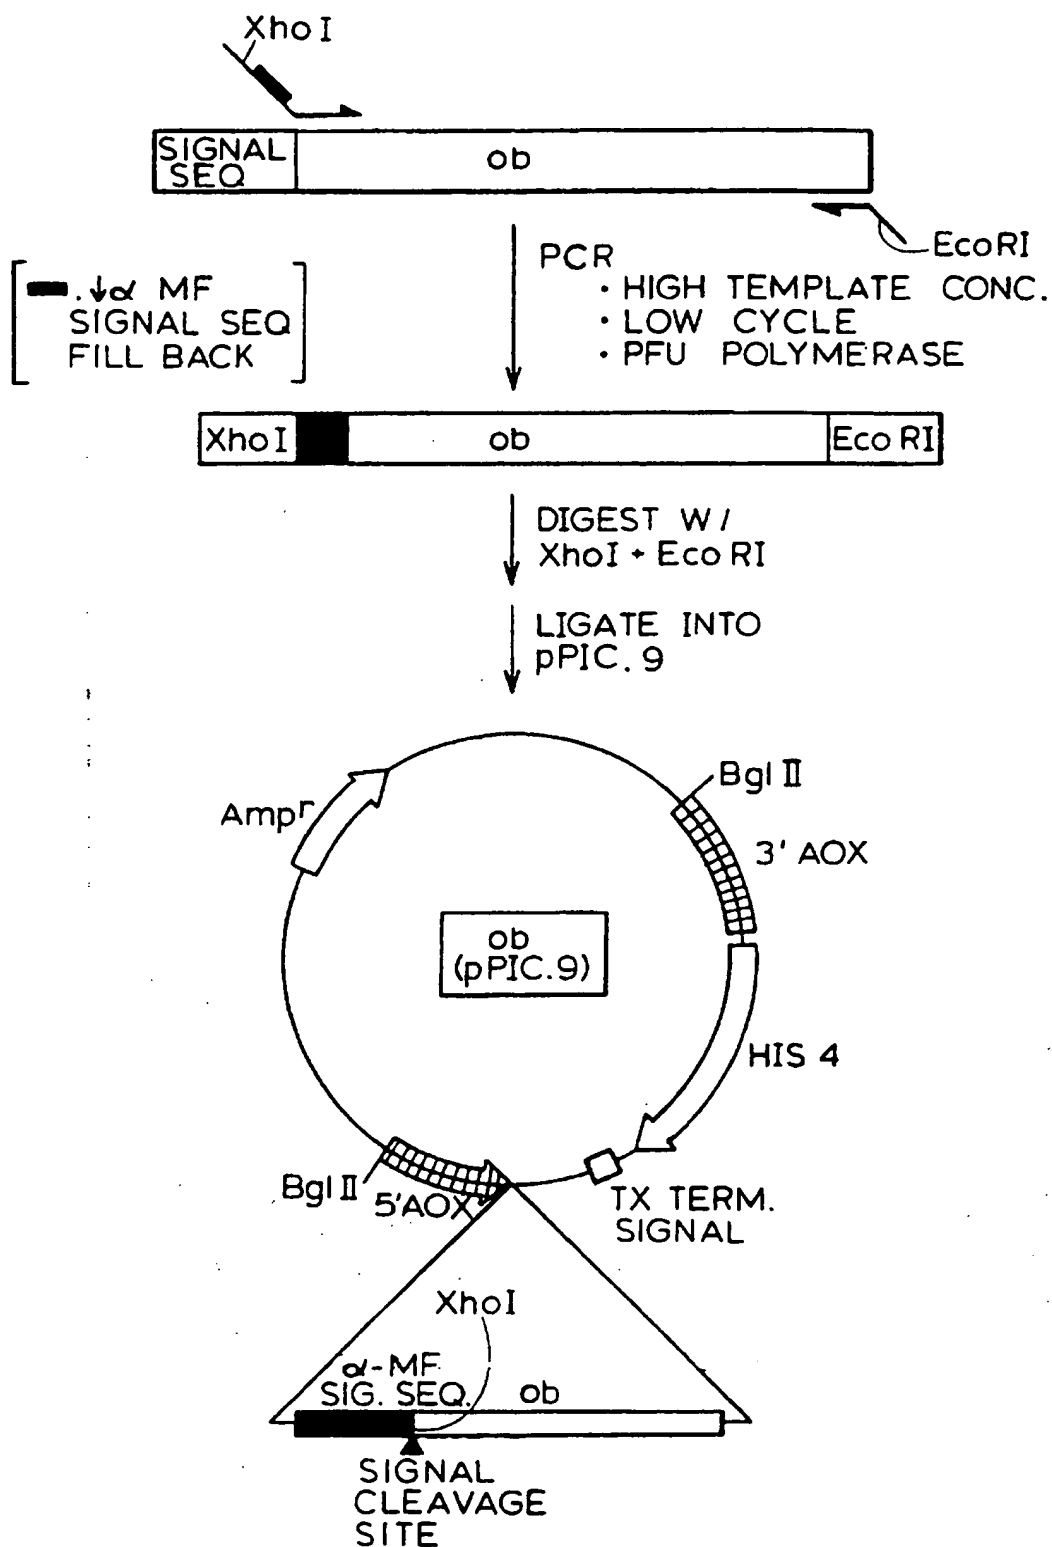 XhoI
SIGNAL
SEQ
ob
EcoRI
PCR
• HIGH TEMPLATE CONC.
• LOW CYCLE
• PFU POLYMERASE
. ↓α MF
SIGNAL SEQ
FILL BACK
XhoI
ob
EcoRI
DIGEST W/
XhoI + EcoRI
LIGATE INTO
pPIC.9
Bgl II
Ampr
3' AOX
ob
(pPIC.9)
HIS 4
Bgl II
5'AOX
TX TERM.
SIGNAL
XhoI
α-MF
SIG. SEQ.
ob
SIGNAL
CLEAVAGE
SITE